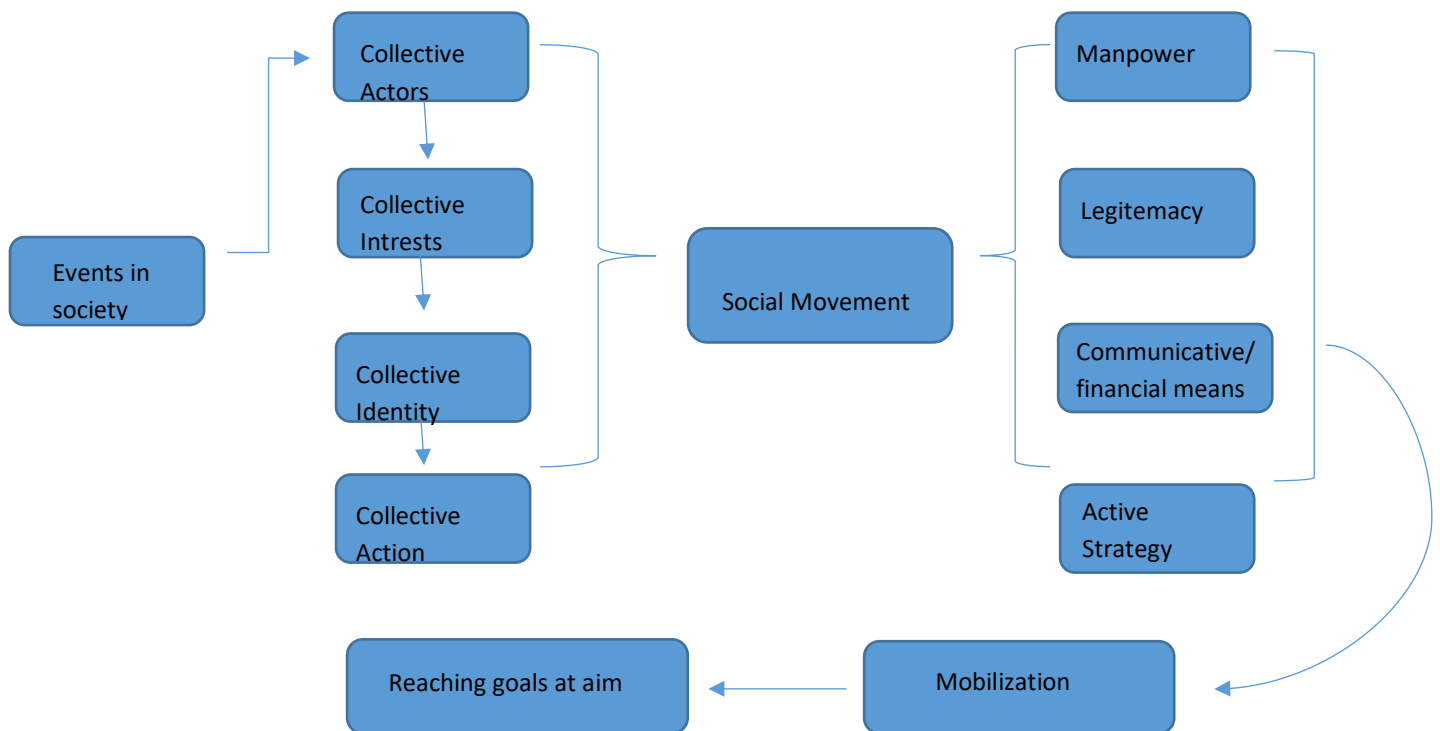 Events in
society
Collective
Actors
Collective
Intrests
Collective
Identity
Collective
Action
Social Movement
Manpower
Legitemacy
Communicative/
financial means
Active
Strategy
Mobilization
Reaching goals at aim